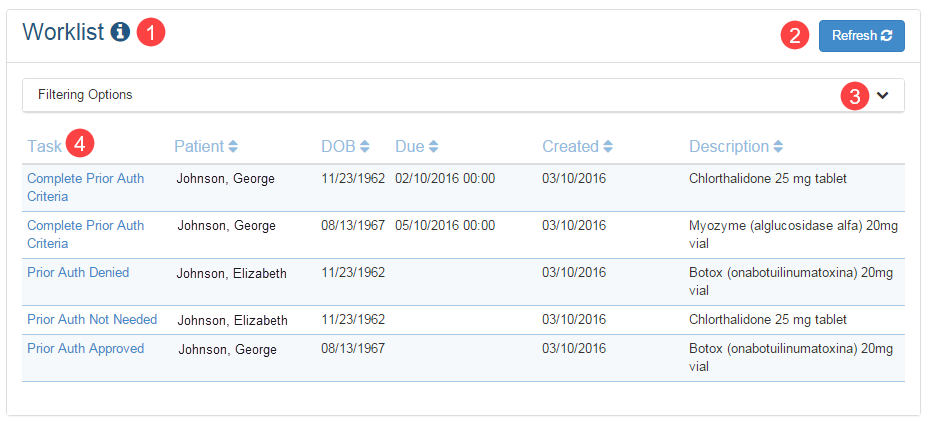 Worklist 1
2 Refresh
Filtering Options 3
Task 4 Patient DOB Due Created Description
Complete Prior Auth Johnson, George 11/23/1962 02/10/2016 00:00 03/10/2016 Chlorthalidone 25 mg tablet
Criteria
Complete Prior Auth Johnson, George 08/13/1967 05/10/2016 00:00 03/10/2016 Myozyme (alglucosidase alfa) 20mg
Criteria vial
Prior Auth Denied Johnson, Elizabeth 11/23/1962 03/10/2016 Botox (onabotuilinumatoxina) 20mg
vial
Prior Auth Not Needed Johnson, Elizabeth 11/23/1962 03/10/2016 Chlorthalidone 25 mg tablet
Prior Auth Approved Johnson, George 08/13/1967 03/10/2016 Botox (onabotuilinumatoxina) 20mg
vial